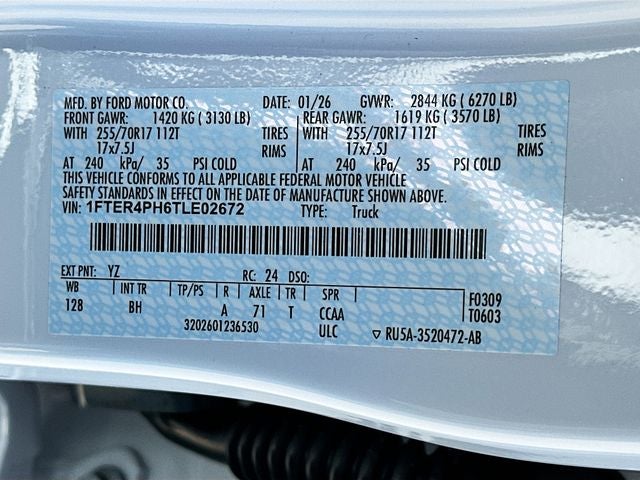 MFD. BY FORD MOTOR CO. DATE: 01/26 GVWR: 2844 KG ( 6270 LB)
FRONT GAWR: 1420 KG ( 3130 LB) REAR GAWR: 1619 KG ( 3570 LB)
WITH 255/70R17 112T TIRES WITH 255/70R17 112T TIRES
17x7.5J RIMS 17x7.5J RIMS
AT 240 kPa/ 35 PSI COLD AT 240 kPa/ 35 PSI COLD
THIS VEHICLE CONFORMS TO ALL APPLICABLE FEDERAL MOTOR VEHICLE
SAFETY STANDARDS IN EFFECT ON THE DATE OF MANUFACTURE SHOWN ABOVE.
VIN: 1FTER4PH6TLE02672 TYPE: Truck
EXT PNT: YZ RC: 24 DSO:
WB INT TR TP/PS R AXLE TR SPR F0309
128 BH A 71 T CCAA T0603
3202601236530 ULC RU5A-3520472-AB